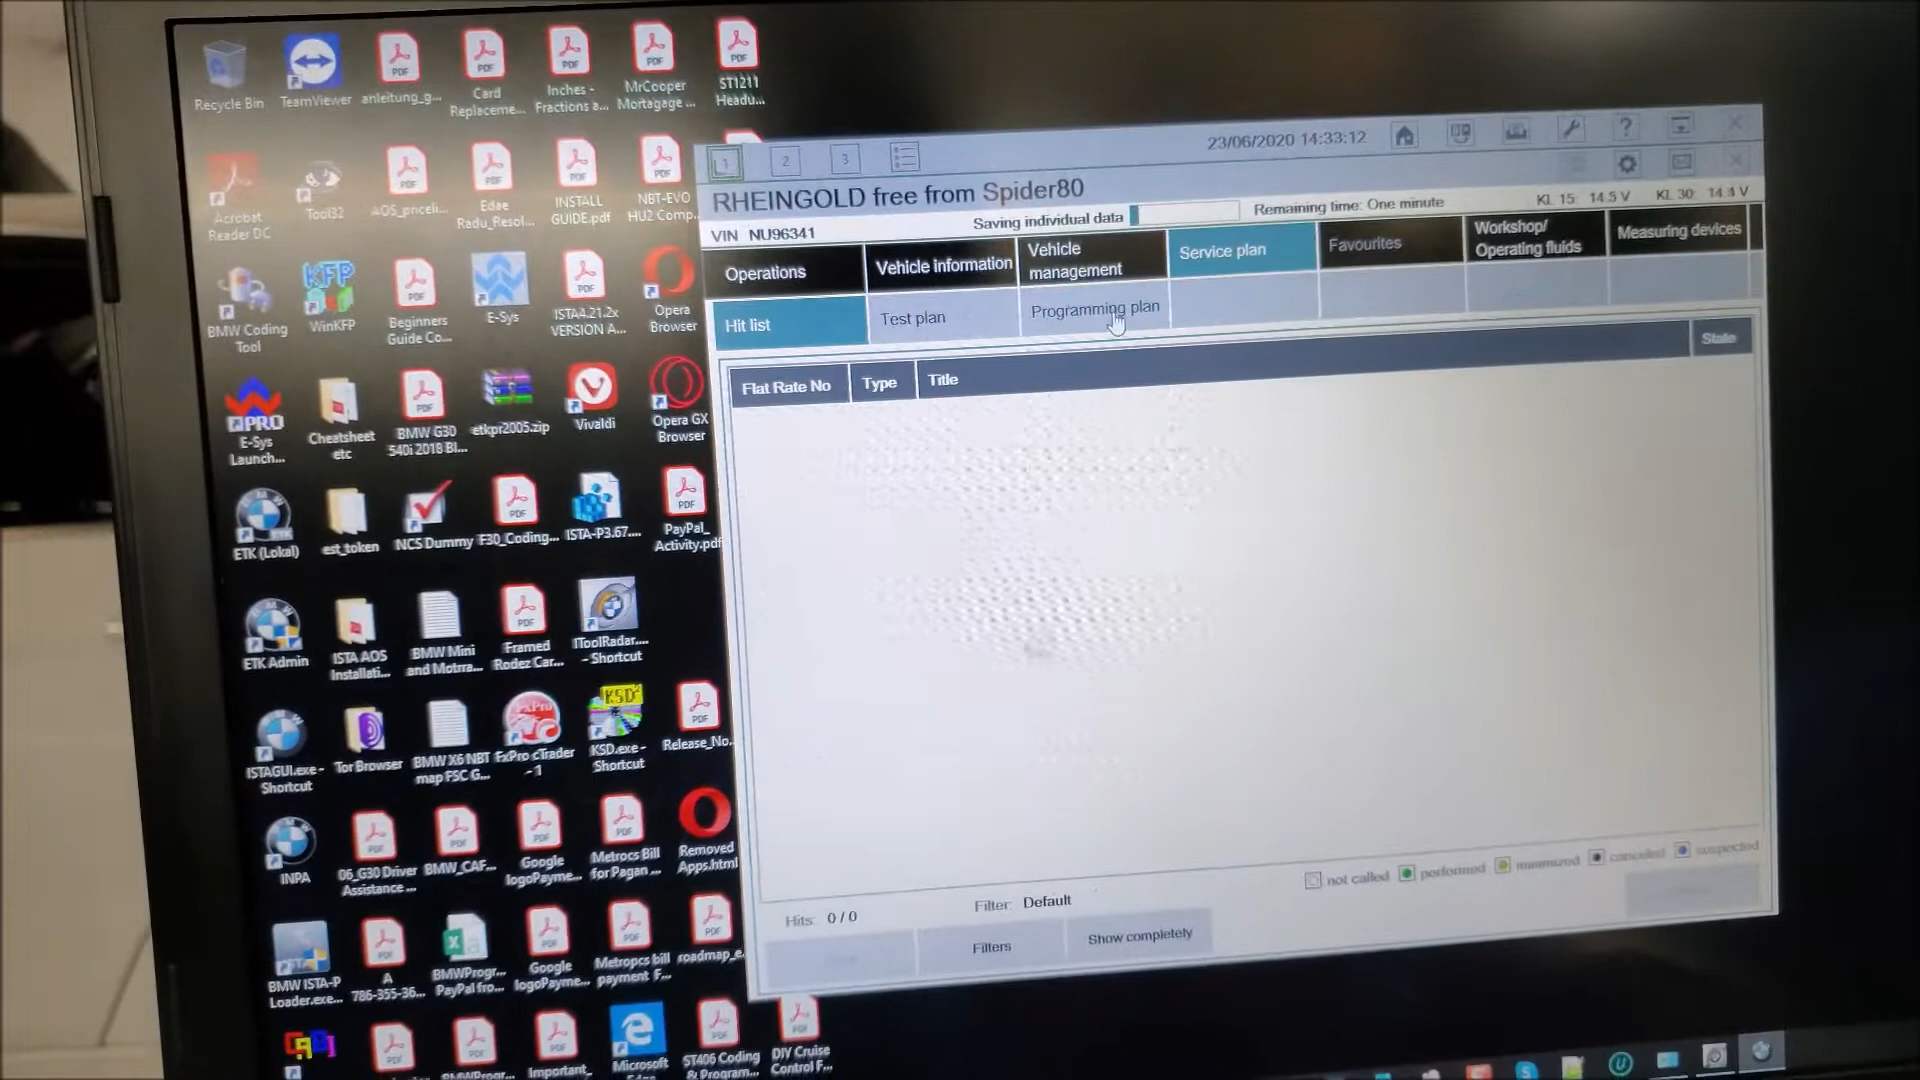 Recycle Bin
TeamViewer
anleitung_g...
Card
Replaceme...
Inches -
Fractions a...
MrCooper
Mortagage ...
ST1211
Headu...
Acrobat
Reader DC
Tool32
AOS_priceli...
Edae
Radu_Resol...
INSTALL
GUIDE.pdf
NBT-EVO
HU2 Comp...
BMW Coding
Tool
WinKFP
Beginners
Guide Co...
E-Sys
ISTA4.21.2x
VERSION A...
Opera
Browser
E-Sys
Launch...
Cheatsheet
etc
BMW G30
540i 2018 Bl...
etkpr2005.zip
Vivaldi
Opera GX
Browser
ETK (Lokal)
est_token
NCS Dummy
F30_Coding...
ISTA-P3.67....
PayPal_
Activity.pdf
ETK Admin
ISTA AOS
Installati...
BMW Mini
and Motrra...
Framed
Rodez Car...
IToolRadar....
- Shortcut
ISTAGUI.exe -
Shortcut
Tor Browser
BMW X6 NBT
map FSC G...
FxPro cTrader
- 1
KSD.exe -
Shortcut
Release_No...
INPA
06_G30 Driver
Assistance ...
BMW_CAF...
Google
logoPayme...
Metrocs Bill
for Pagan ...
Removed
Apps.html
BMW ISTA-P
Loader.exe...
A
786-355-36...
BMWProgr...
PayPal fro...
Google
logoPayme...
Metropcs bill
payment F...
roadmap_e...
BMWProgr...
Important_
Microsoft
Edge
ST406 Coding
& Program...
DIY Cruise
Control F...
1
2
3
23/06/2020 14:33:12
RHEINGOLD free from Spider80
VIN NU96341
Saving individual data
Remaining time: One minute
KL 15: 14.5 V
KL 30: 14.4 V
Operations
Vehicle information
Vehicle
management
Service plan
Favourites
Workshop/
Operating fluids
Measuring devices
Hit list
Test plan
Programming plan
Flat Rate No
Type
Title
State
not called
performed
minimized
canceled
suspected
Hits: 0 / 0
Filter: Default
Filters
Show completely